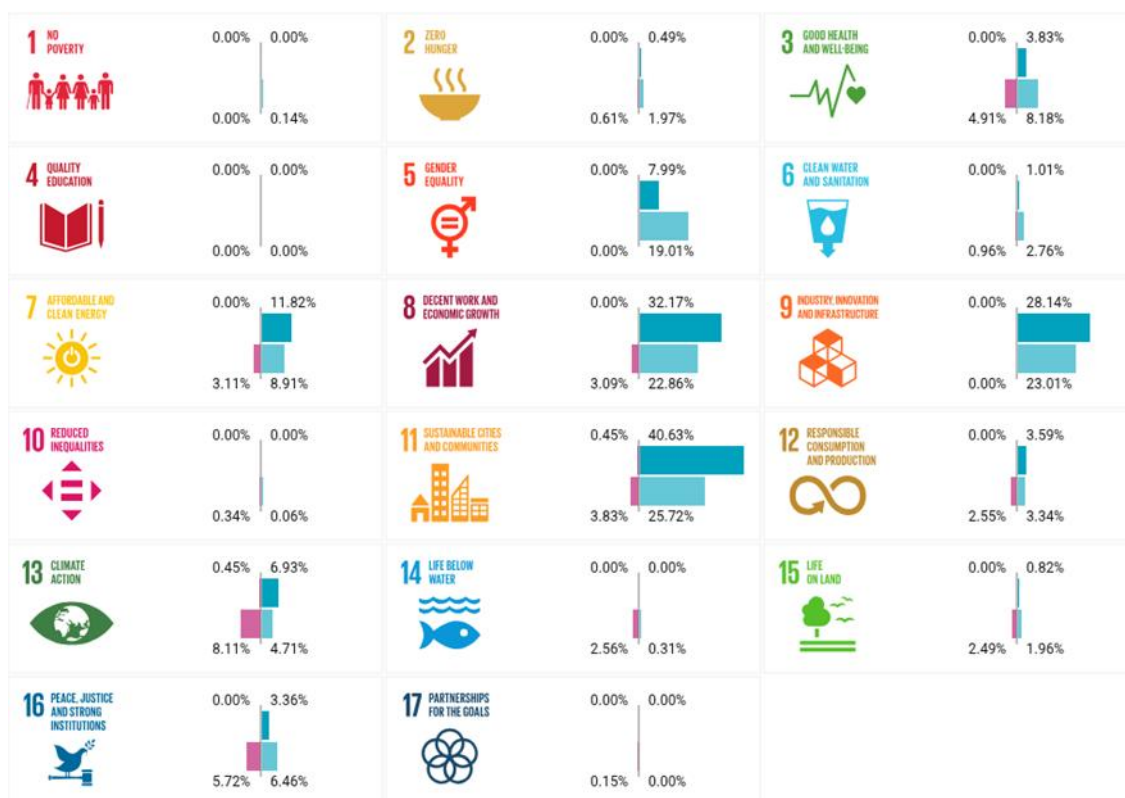 1 NO
POVERTY
0.00% 0.00%
0.00% 0.14%
2 ZERO
HUNGER
0.00% 0.49%
0.61% 1.97%
3 GOOD HEALTH
AND WELL-BEING
0.00% 3.83%
4.91% 8.18%
4 QUALITY
EDUCATION
0.00% 0.00%
0.00% 0.00%
5 GENDER
EQUALITY
0.00% 7.99%
0.00% 19.01%
6 CLEAN WATER
AND SANITATION
0.00% 1.01%
0.96% 2.76%
7 AFFORDABLE AND
CLEAN ENERGY
0.00% 11.82%
3.11% 8.91%
8 DECENT WORK AND
ECONOMIC GROWTH
0.00% 32.17%
3.09% 22.86%
9 INDUSTRY, INNOVATION
AND INFRASTRUCTURE
0.00% 28.14%
0.00% 23.01%
10 REDUCED
INEQUALITIES
0.00% 0.00%
0.34% 0.06%
11 SUSTAINABLE CITIES
AND COMMUNITIES
0.45% 40.63%
3.83% 25.72%
12 RESPONSIBLE
CONSUMPTION
AND PRODUCTION
0.00% 3.59%
2.55% 3.34%
13 CLIMATE
ACTION
0.45% 6.93%
8.11% 4.71%
14 LIFE BELOW
WATER
0.00% 0.00%
2.56% 0.31%
15 LIFE
ON LAND
0.00% 0.82%
2.49% 1.96%
16 PEACE, JUSTICE
AND STRONG
INSTITUTIONS
0.00% 3.36%
5.72% 6.46%
17 PARTNERSHIPS
FOR THE GOALS
0.00% 0.00%
0.15% 0.00%